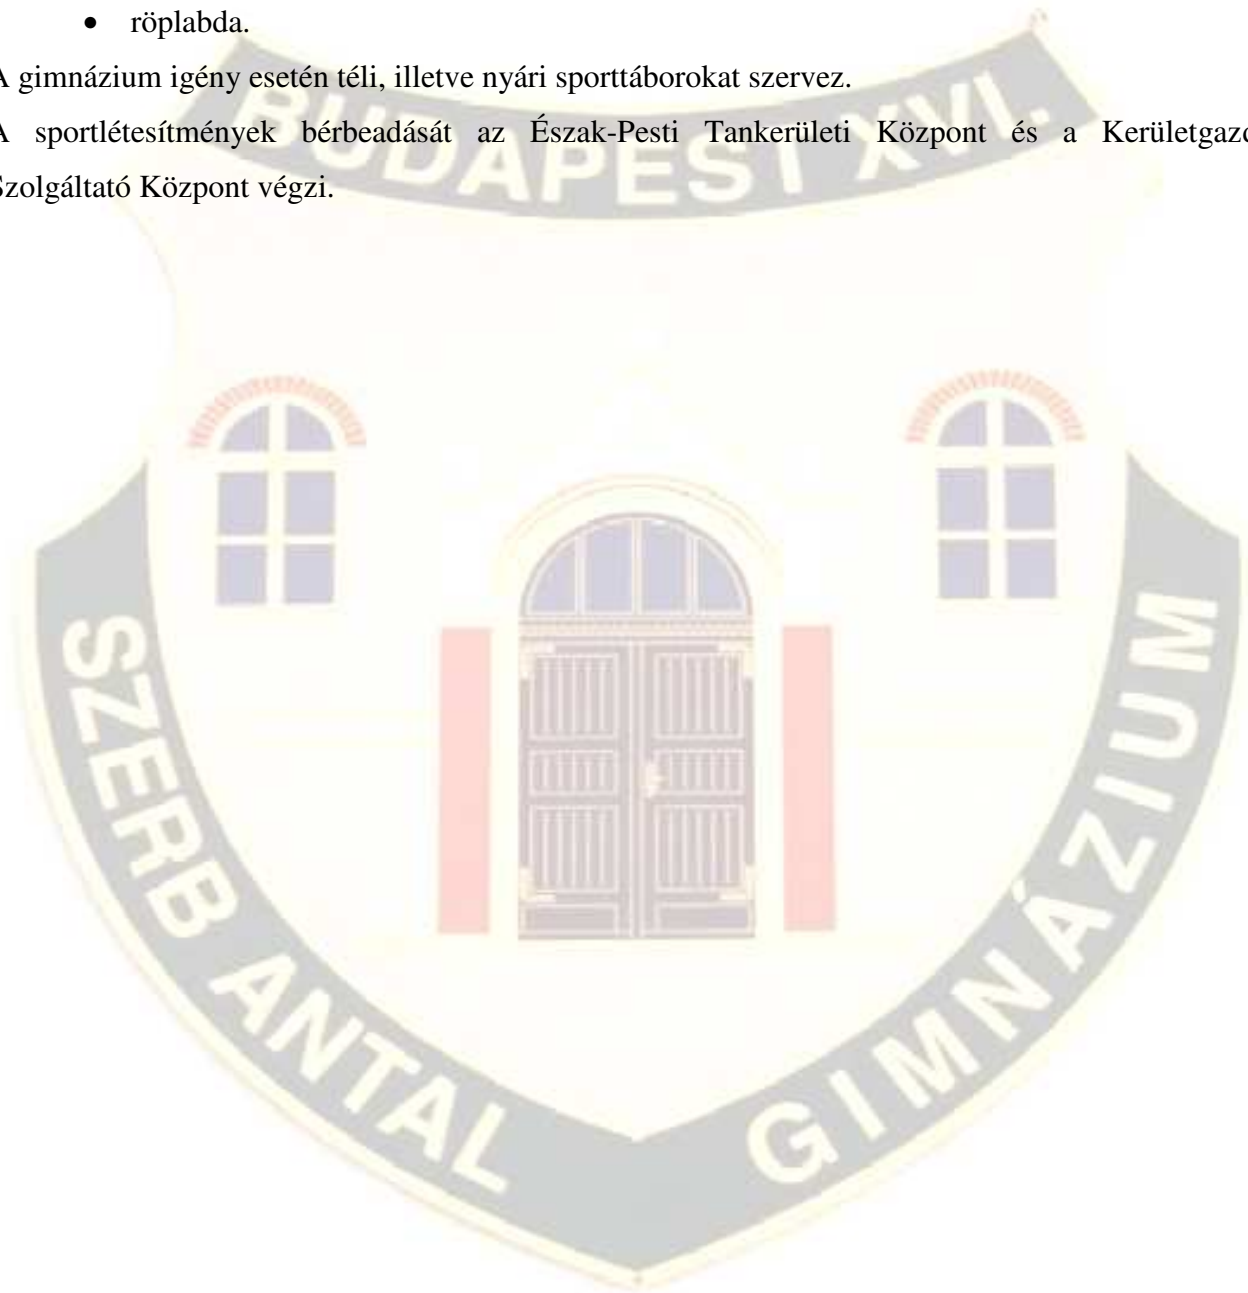 • röplabda.
A gimnázium igény esetén téli, illetve nyári sporttáborokat szervez.
A sportlétesítmények bérbeadását az Észak-Pesti Tankerületi Központ és a
Szolgáltató Központ végzi.
BUDAPEST XVI.
SZERB ANTAL GIMNÁZIUM